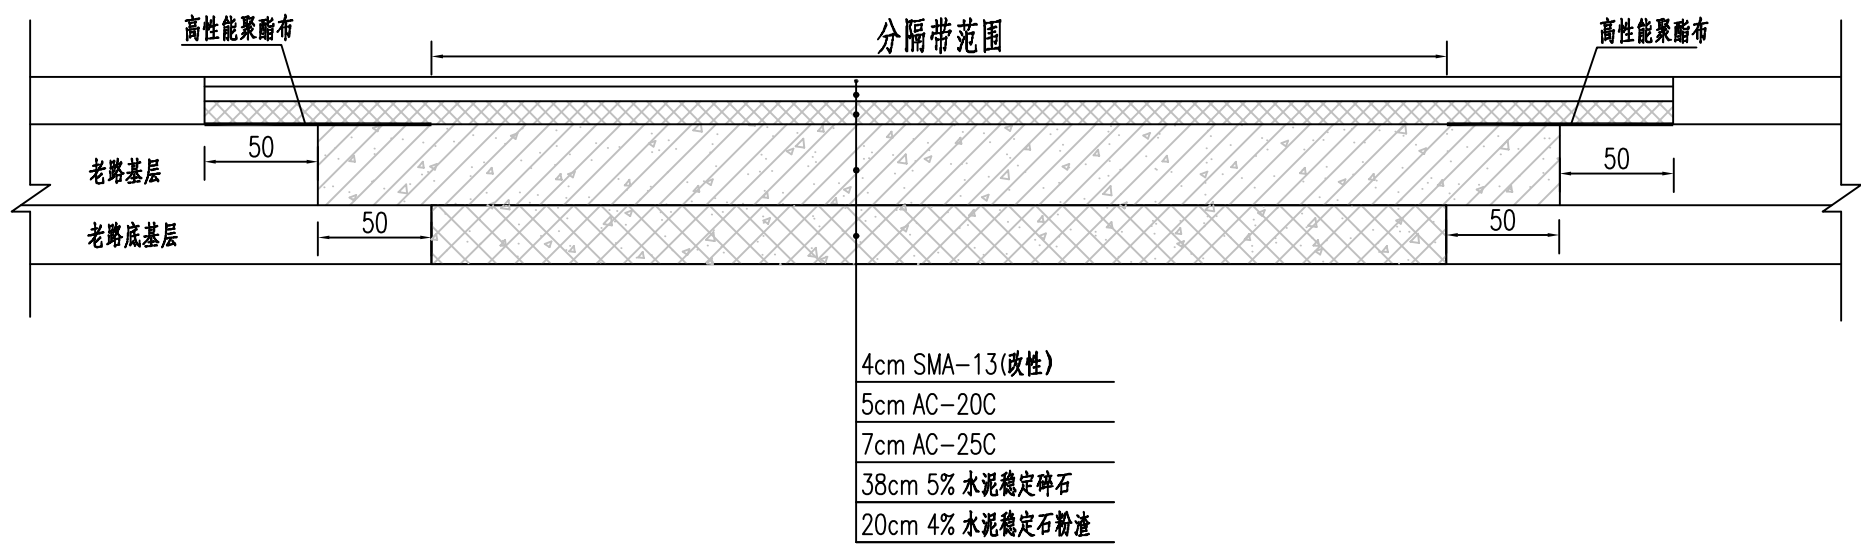 高性能聚酯布
分隔带范围
高性能聚酯布
50
50
老路基层
50
50
老路底基层
4cm SMA-13(改性)
5cm AC-20C
7cm AC-25C
38cm 5% 水泥稳定碎石
20cm 4% 水泥稳定石粉渣